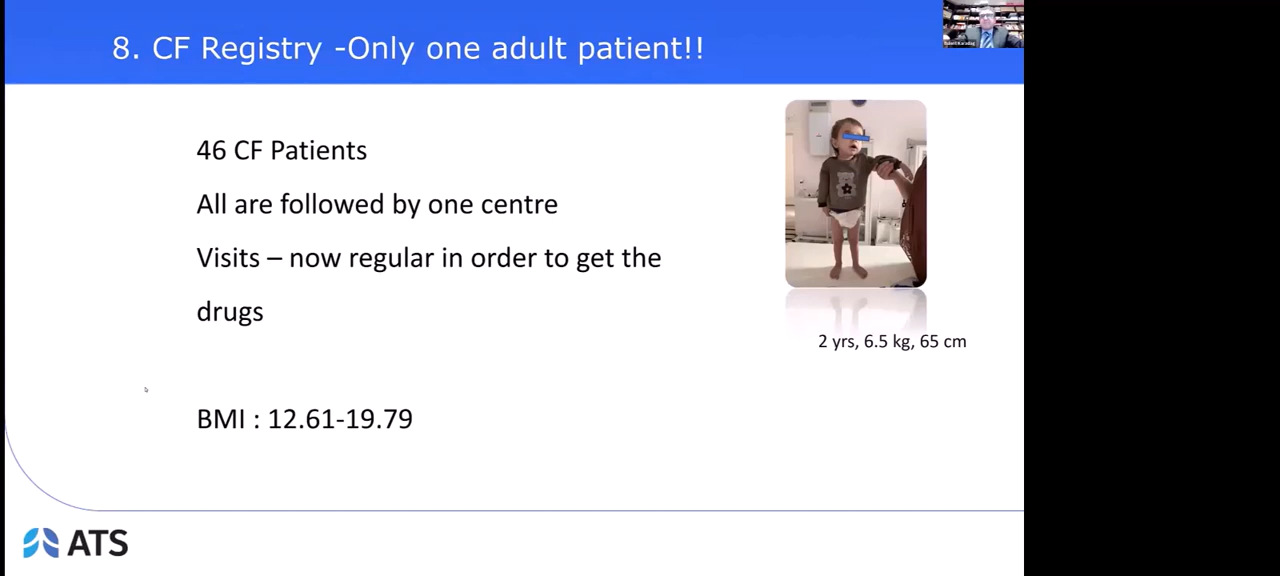 8. CF Registry -Only one adult patient!!
46 CF Patients
All are followed by one centre
Visits – now regular in order to get the
drugs
2 yrs, 6.5 kg, 65 cm
BMI : 12.61-19.79
ATS